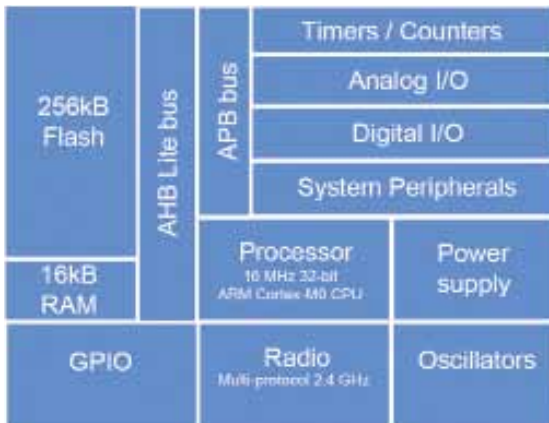 Timers / Counters
Analog I/O
Digital I/O
System Peripherals
256kB
Flash
AHB Lite bus
APB bus
16kB
RAM
Processor
16 MHz 32-bit
ARM Cortex-M0 CPU
Power
supply
GPIO
Radio
Multi-protocol 2.4 GHz
Oscillators